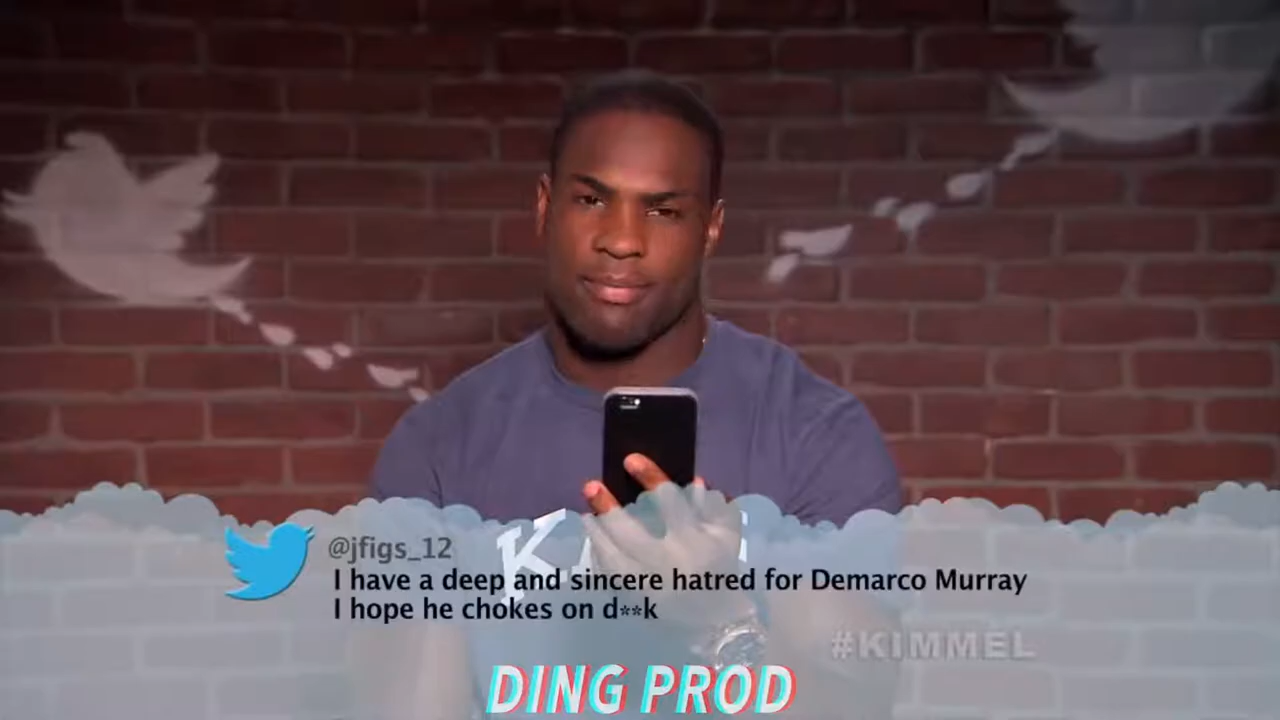 @jfigs_12
I have a deep and sincere hatred for Demarco Murray
I hope he chokes on d**k
#KIMMEL
DING PROD